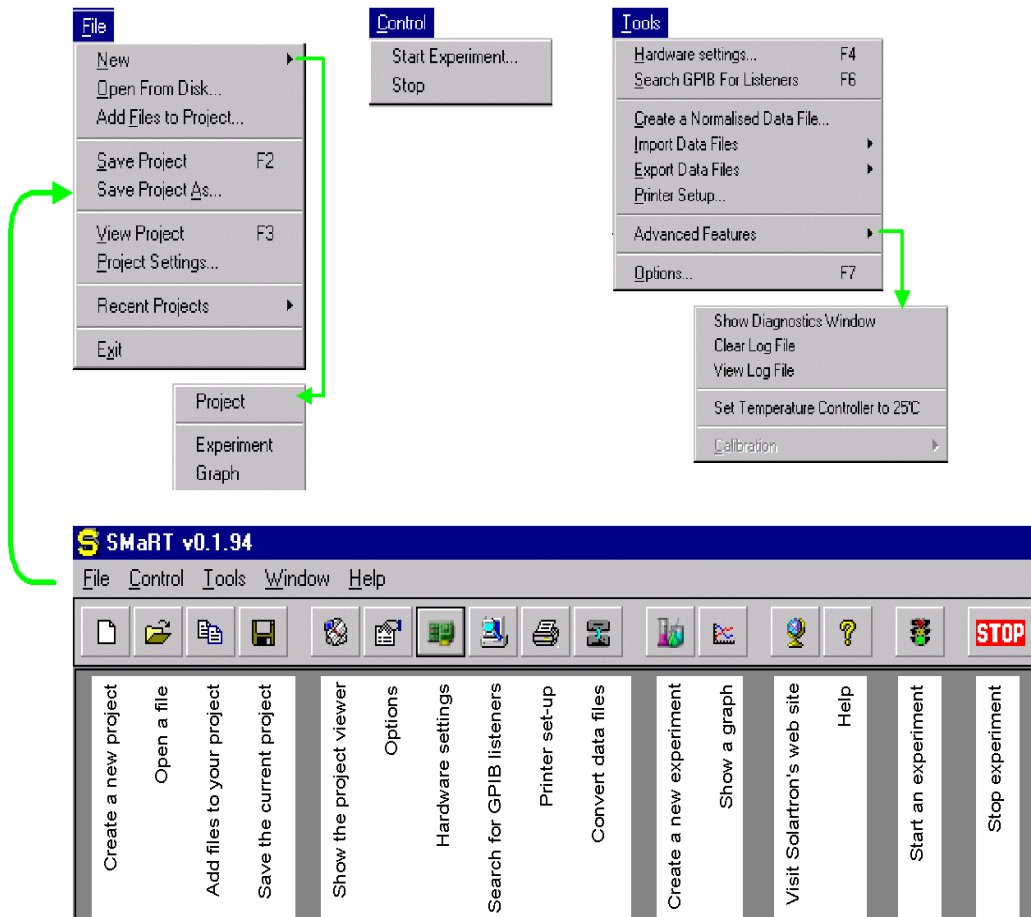 File
New
Open From Disk...
Add Files to Project...
Save Project F2
Save Project As...
View Project F3
Project Settings...
Recent Projects
Exit
Project
Experiment
Graph
Control
Start Experiment...
Stop
Tools
Hardware settings... F4
Search GPIB For Listeners F6
Create a Normalised Data File...
Import Data Files
Export Data Files
Printer Setup...
Advanced Features
Options... F7
Show Diagnostics Window
Clear Log File
View Log File
Set Temperature Controller to 25°C
Calibration
S SMaRT v0.1.94
File Control Tools Window Help
STOP
Create a new project
Open a file
Add files to your project
Save the current project
Show the project viewer
Options
Hardware settings
Search for GPIB listeners
Printer set-up
Convert data files
Create a new experiment
Show a graph
Visit Solartron's web site
Help
Start an experiment
Stop experiment